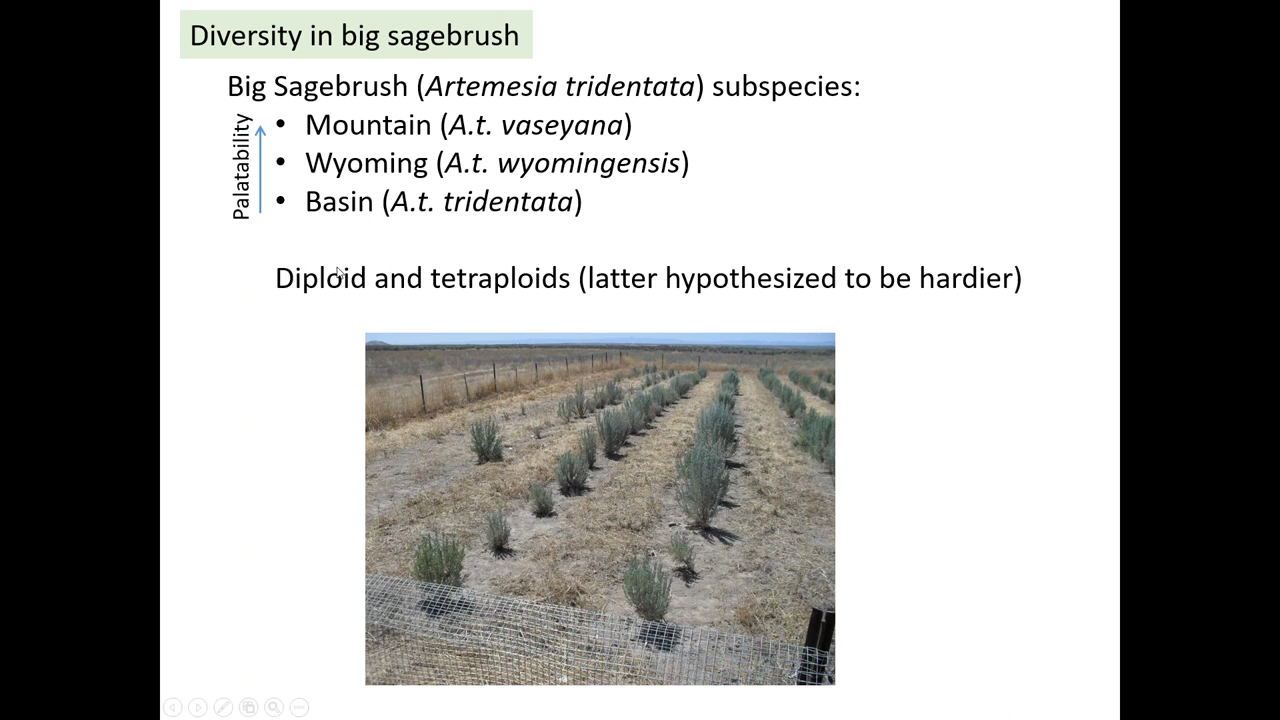 Diversity in big sagebrush
Big Sagebrush (Artemesia tridentata) subspecies:
Palatability
• Mountain (A.t. vaseyana)
• Wyoming (A.t. wyomingensis)
• Basin (A.t. tridentata)
Diploid and tetraploids (latter hypothesized to be hardier)